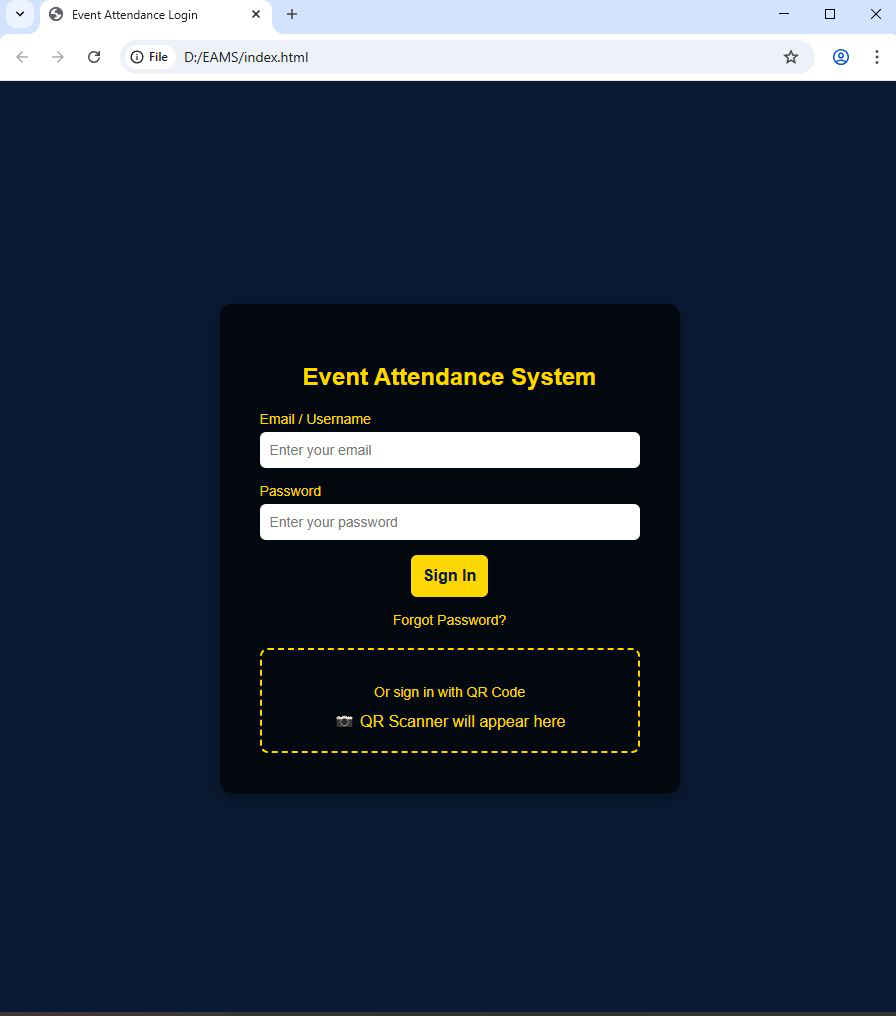 Event Attendance Login
File D:/EAMS/index.html
Event Attendance System
Email / Username
Enter your email
Password
Enter your password
Sign In
Forgot Password?
Or sign in with QR Code
📷 QR Scanner will appear here